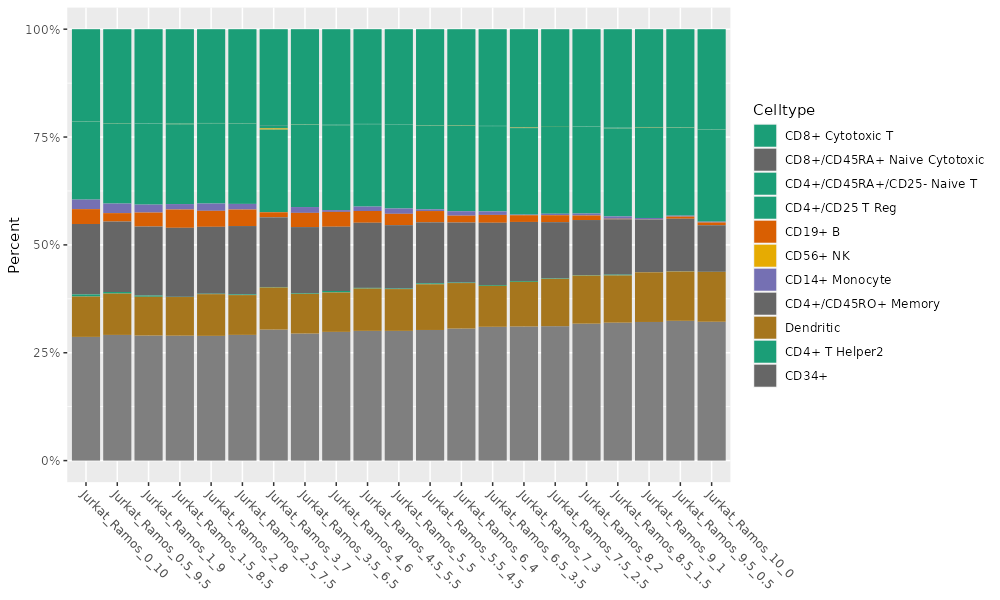 100%
75%
50%
25%
0%
Percent
Jurkat_Ramos_0_10
Jurkat_Ramos_0.5_9.5
Jurkat_Ramos_1_9
Jurkat_Ramos_1.5_8.5
Jurkat_Ramos_2_8
Jurkat_Ramos_2.5_7.5
Jurkat_Ramos_3_7
Jurkat_Ramos_3.5_6.5
Jurkat_Ramos_4_6
Jurkat_Ramos_4.5_5.5
Jurkat_Ramos_5_5
Jurkat_Ramos_5.5_4.5
Jurkat_Ramos_6_4
Jurkat_Ramos_6.5_3.5
Jurkat_Ramos_7_3
Jurkat_Ramos_7.5_2.5
Jurkat_Ramos_8_2
Jurkat_Ramos_8.5_1.5
Jurkat_Ramos_9_1
Jurkat_Ramos_9.5_0.5
Jurkat_Ramos_10_0
Celltype
CD8+ Cytotoxic T
CD8+/CD45RA+ Naive Cytotoxic
CD4+/CD45RA+/CD25- Naive T
CD4+/CD25 T Reg
CD19+ B
CD56+ NK
CD14+ Monocyte
CD4+/CD45RO+ Memory
Dendritic
CD4+ T Helper2
CD34+